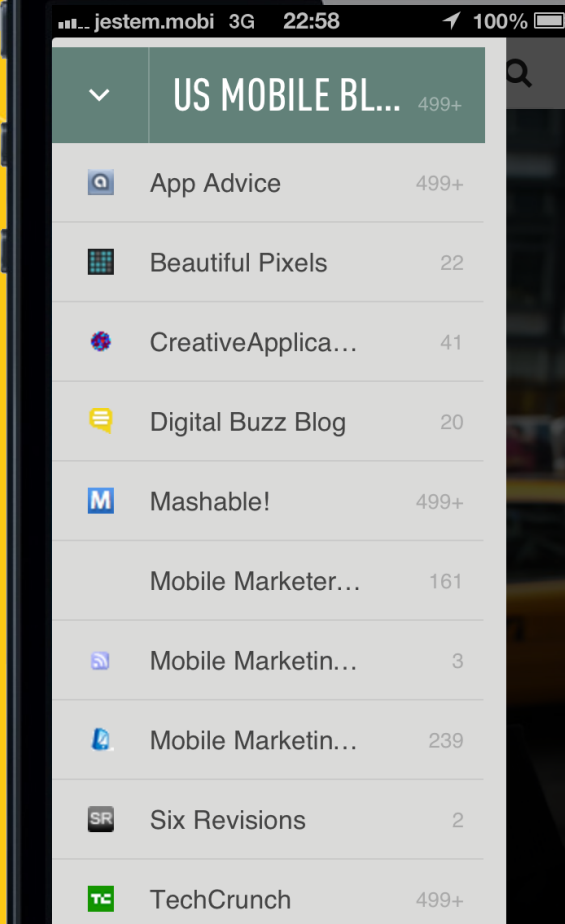 jestem.mobi 3G 22:58 100%
US MOBILE BL... 499+
App Advice 499+
Beautiful Pixels 22
CreativeApplica... 41
Digital Buzz Blog 20
M Mashable! 499+
Mobile Marketer... 161
Mobile Marketin... 3
Mobile Marketin... 239
SR Six Revisions 2
TC TechCrunch 499+